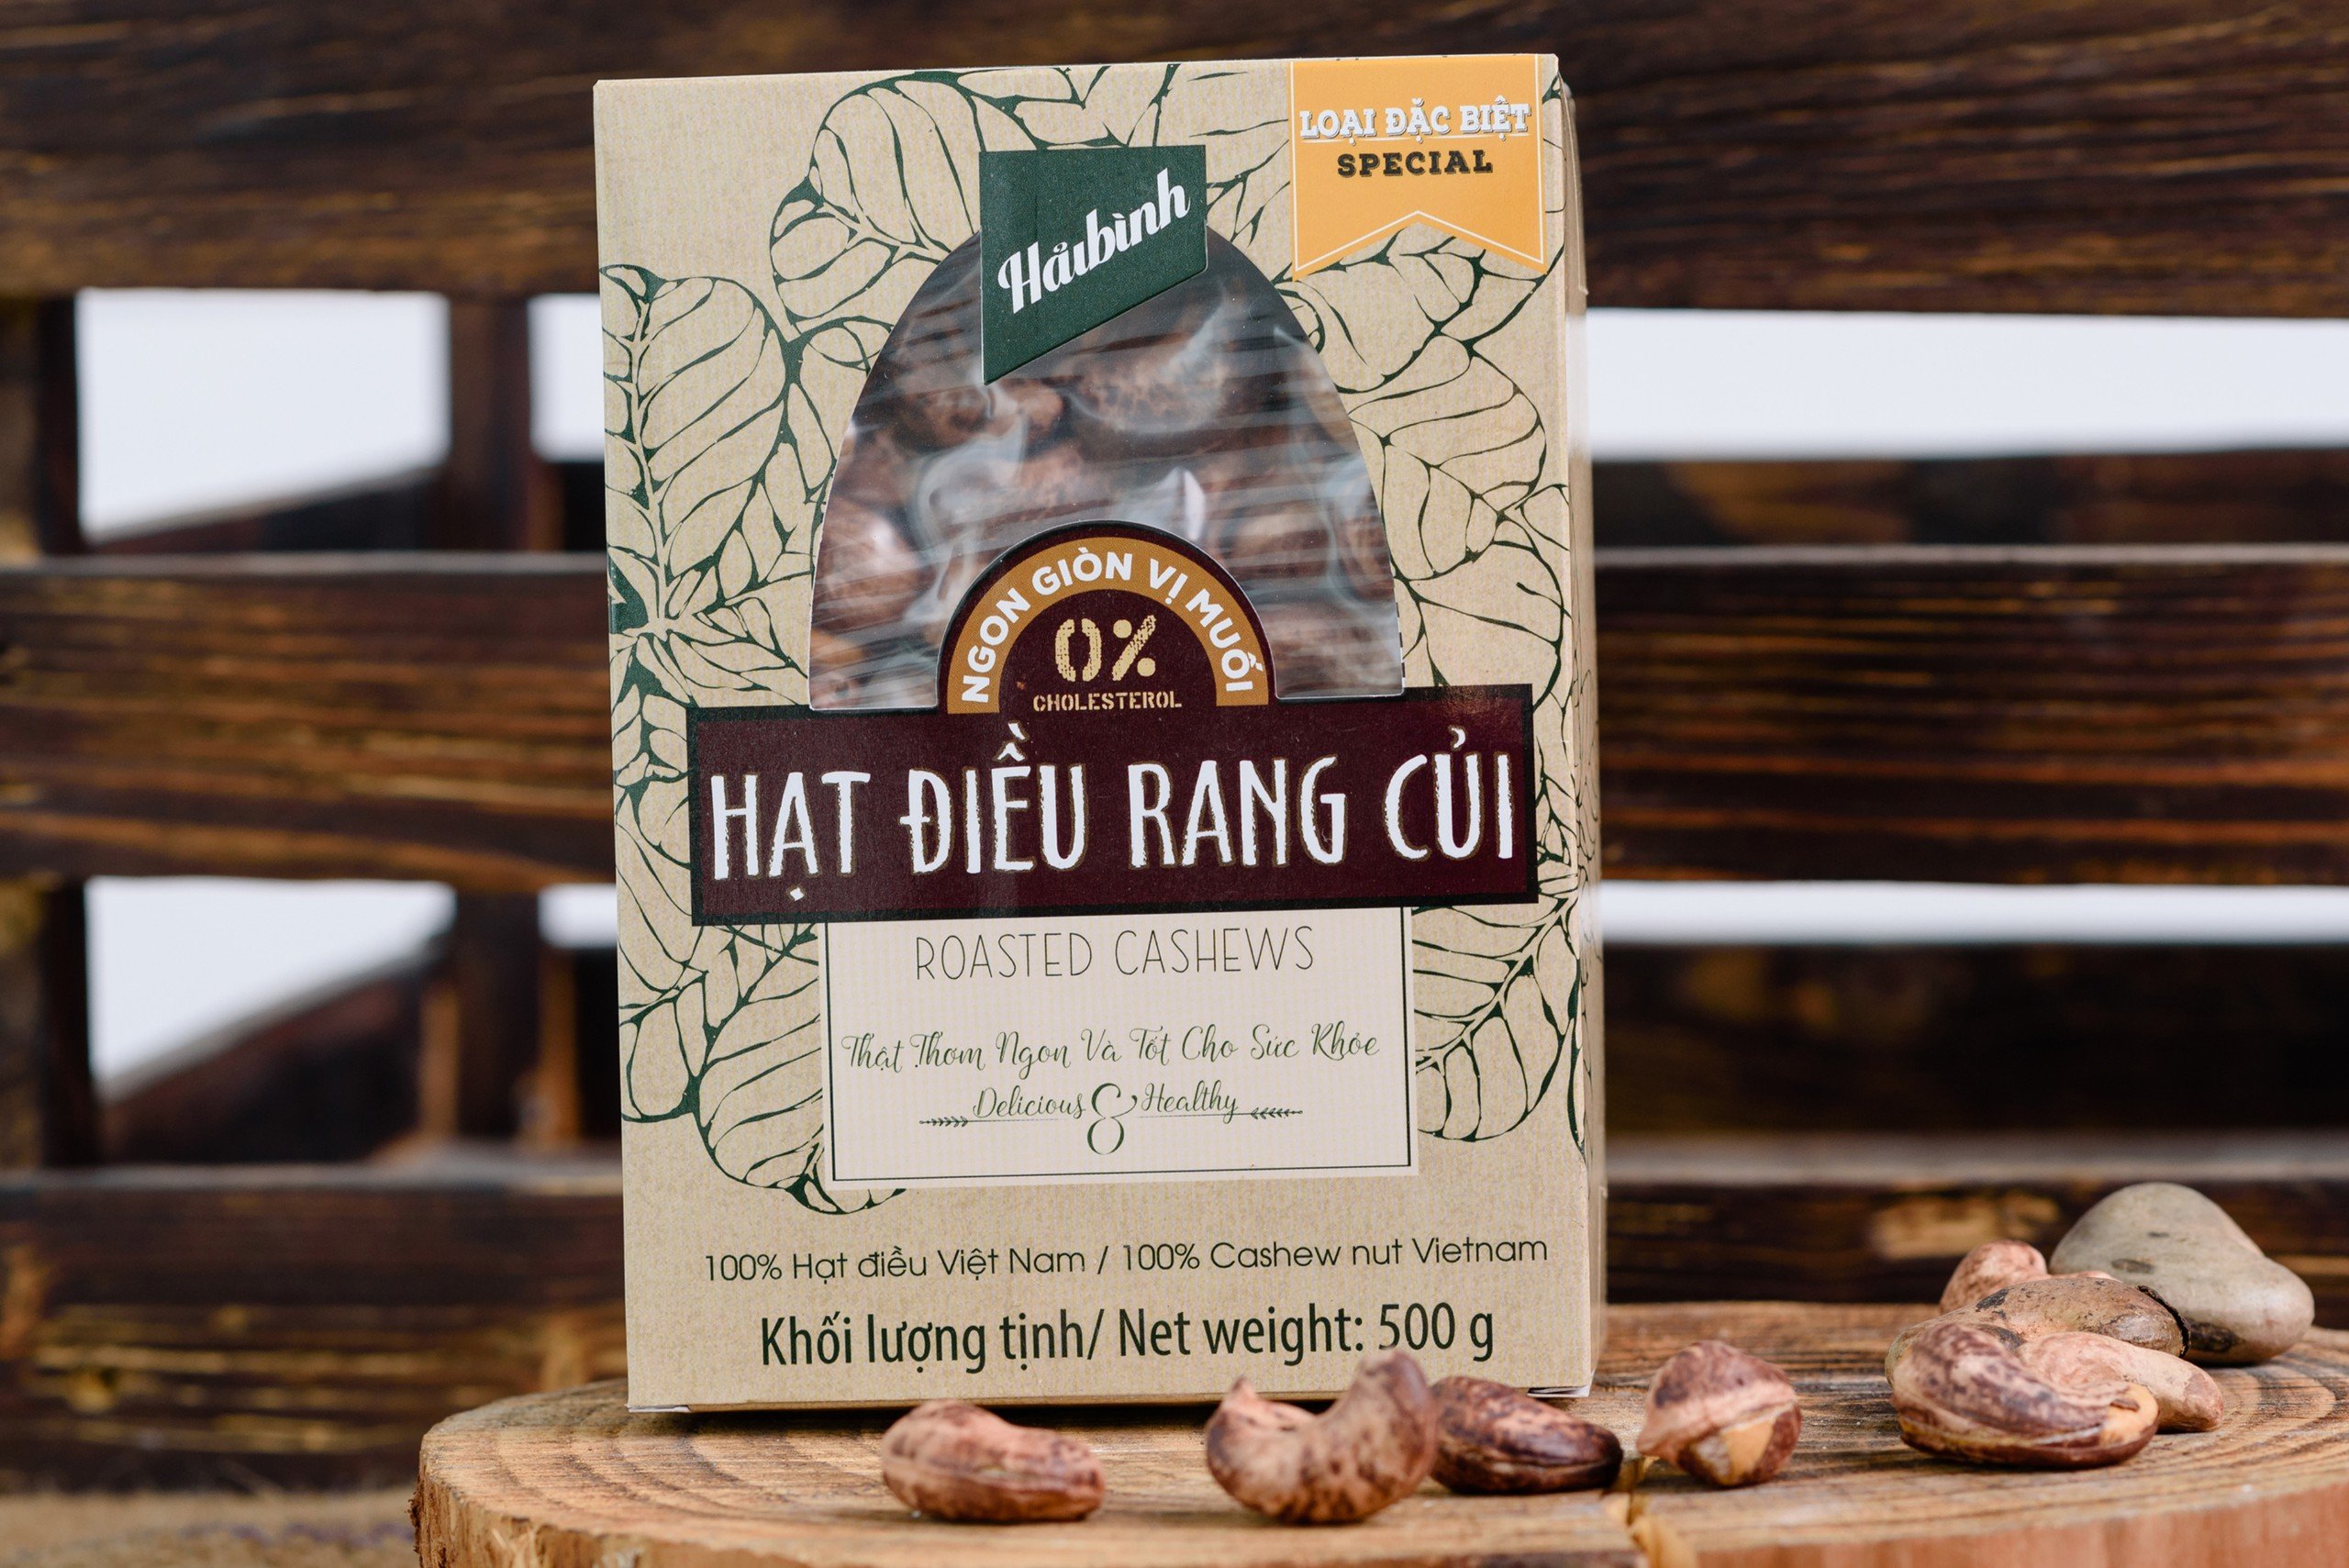 LOẠI ĐẶC BIỆT
SPECIAL
Hảibình
NGON GIÒN VỊ MUỐI
0%
CHOLESTEROL
HẠT ĐIỀU RANG CỦI
ROASTED CASHEWS
Thật Thơm Ngon Và Tốt Cho Sức Khỏe
Delicious & Healthy
100% Hạt điều Việt Nam / 100% Cashew nut Vietnam
Khối lượng tịnh/ Net weight: 500 g